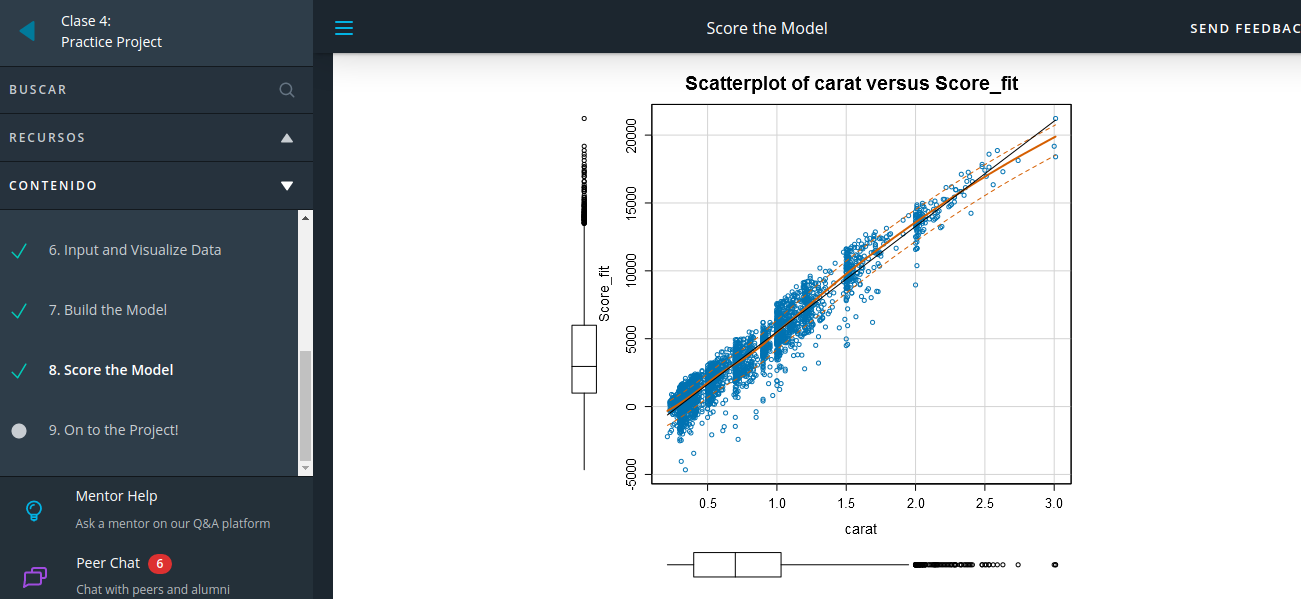 Clase 4:
Practice Project
BUSCAR
RECURSOS
CONTENIDO
6. Input and Visualize Data
7. Build the Model
8. Score the Model
9. On to the Project!
Mentor Help
Ask a mentor on our Q&A platform
Peer Chat 6
Chat with peers and alumni
Score the Model
SEND FEEDBAC
Scatterplot of carat versus Score_fit
Score_fit
20000
15000
10000
5000
0
-5000
0.5 1.0 1.5 2.0 2.5 3.0
carat